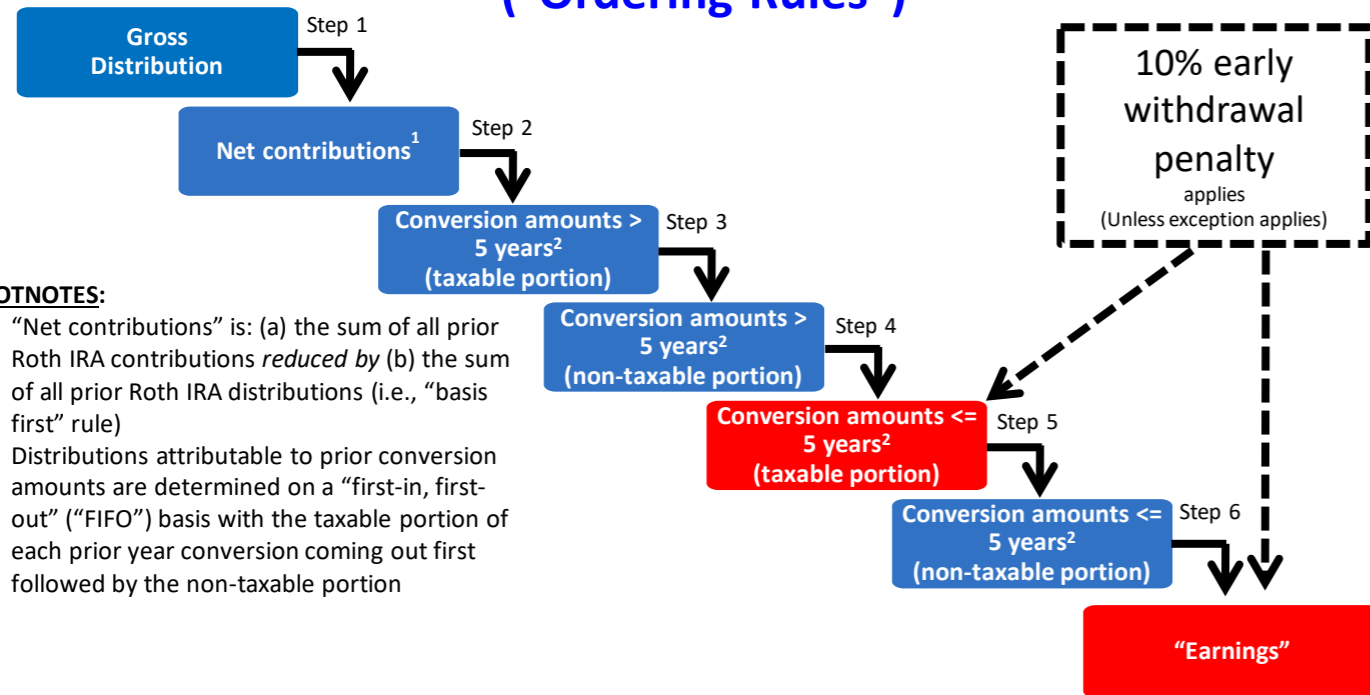 ("Ordering Rules")
Gross
Distribution
Step 1
Net contributions1
Step 2
Conversion amounts >
5 years2
(taxable portion)
Step 3
Conversion amounts >
5 years2
(non-taxable portion)
Step 4
Conversion amounts <=
5 years2
(taxable portion)
Step 5
Conversion amounts <=
5 years2
(non-taxable portion)
Step 6
“Earnings”
10% early
withdrawal
penalty
applies
(Unless exception applies)
OTNOTES:
“Net contributions” is: (a) the sum of all prior
Roth IRA contributions reduced by (b) the sum
of all prior Roth IRA distributions (i.e., “basis
first” rule)
Distributions attributable to prior conversion
amounts are determined on a “first-in, first-
out” (“FIFO”) basis with the taxable portion of
each prior year conversion coming out first
followed by the non-taxable portion